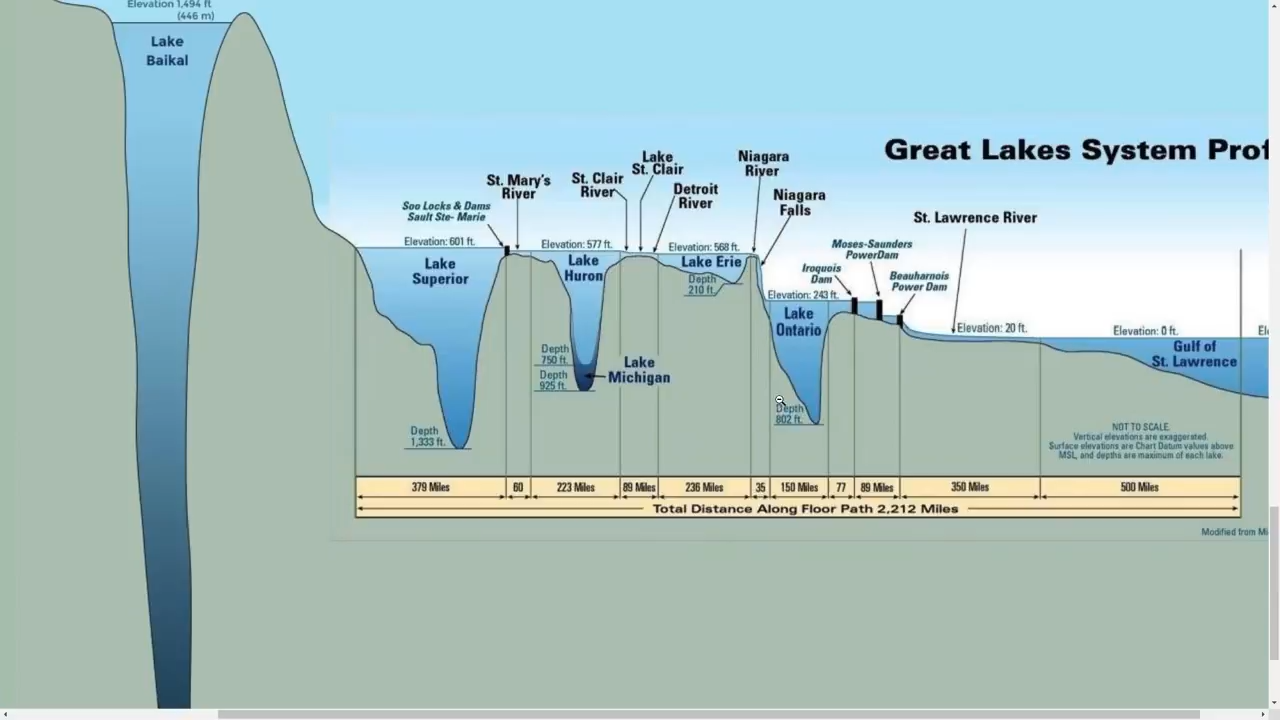 Elevation 1,494 ft
(446 m)
Lake
Baikal
Great Lakes System Prof
Lake
St. Clair
Niagara
River
St. Mary's
River
St. Clair
River
Detroit
River
Niagara
Falls
Soo Locks & Dams
Sault Ste- Marie
St. Lawrence River
Moses-Saunders
PowerDam
Iroquois
Dam
Beauharnois
Power Dam
Elevation: 601 ft.
Elevation: 577 ft.
Elevation: 568 ft.
Lake
Superior
Lake
Huron
Lake Erie
Depth
210 ft.
Elevation: 243 ft.
Lake
Ontario
Elevation: 20 ft.
Elevation: 0 ft.
Gulf of
St. Lawrence
Depth
750 ft.
Depth
925 ft.
Lake
Michigan
Depth
802 ft.
Depth
1,333 ft.
NOT TO SCALE.
Vertical elevations are exaggerated.
Surface elevations are Chart Datum values above
MSL, and depths are maximum of each lake.
379 Miles
60
223 Miles
89 Miles
236 Miles
35
150 Miles
77
89 Miles
350 Miles
500 Miles
Total Distance Along Floor Path 2,212 Miles
Modified from Mi